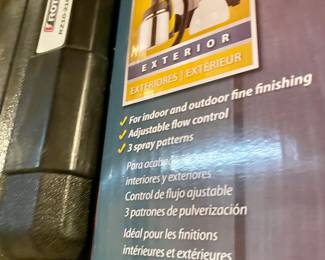 EXTERIOR
EXTERIORES | EXTÉRIEUR
✓ For indoor and outdoor fine finishing
✓ Adjustable flow control
✓ 3 spray patterns
Para
interiores y exteriores
Control de flujo ajustable
3 patrones de pulverización
Idéal pour les finitions
intérieures et extérieures